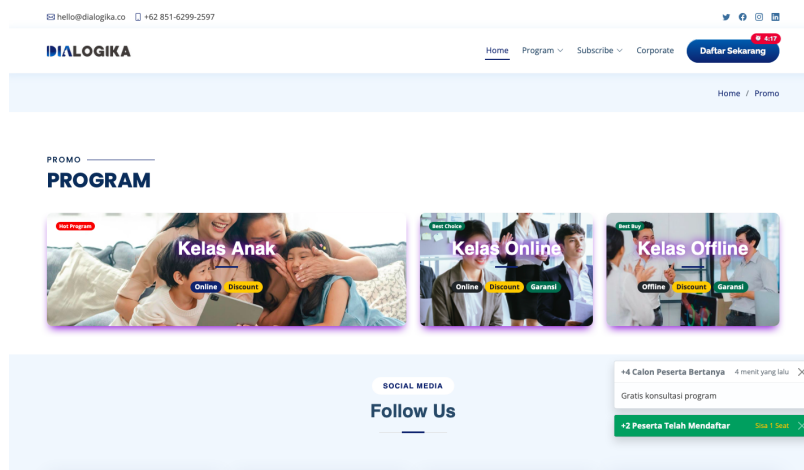 hello@dialogika.co +62 851-6299-2597
DIALOGIKA
Home Program Subscribe Corporate Daftar Sekarang 4:17
Home / Promo
PROMO
PROGRAM
Hot Program
Kelas Anak
Online Discount
Best Choice
Kelas Online
Online Discount Garansi
Best Buy
Kelas Offline
Offline Discount Garansi
SOCIAL MEDIA
Follow Us
+4 Calon Peserta Bertanya 4 menit yang lalu
Gratis konsultasi program
+2 Peserta Telah Mendaftar Sisa 1 Seat